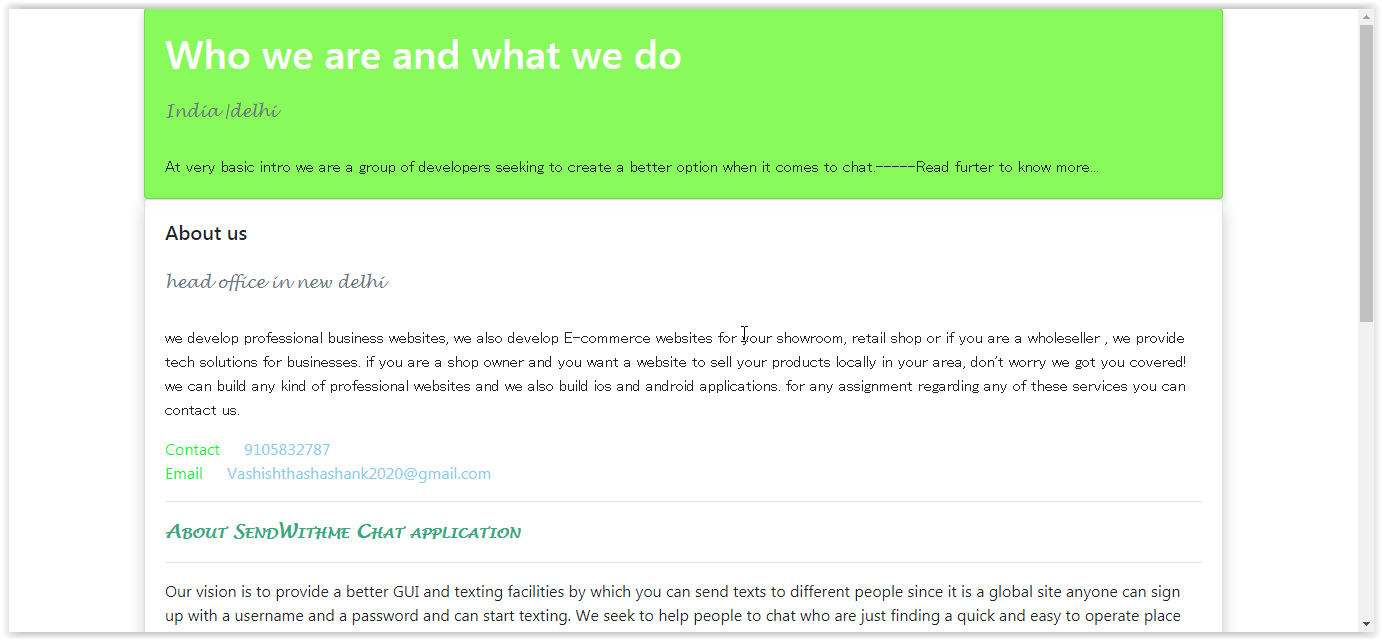 Who we are and what we do
India |delhi
At very basic intro we are a group of developers seeking to create a better option when it comes to chat.-----Read furter to know more...
About us
head office in new delhi
we develop professional business websites, we also develop E-commerce websites for your showroom, retail shop or if you are a wholeseller , we provide
tech solutions for businesses. if you are a shop owner and you want a website to sell your products locally in your area, don't worry we got you covered!
we can build any kind of professional websites and we also build ios and android applications. for any assignment regarding any of these services you can
contact us.
Contact 9105832787
Email Vashishthashashank2020@gmail.com
About SendWithme Chat application
Our vision is to provide a better GUI and texting facilities by which you can send texts to different people since it is a global site anyone can sign
up with a username and a password and can start texting. We seek to help people to chat who are just finding a quick and easy to operate place